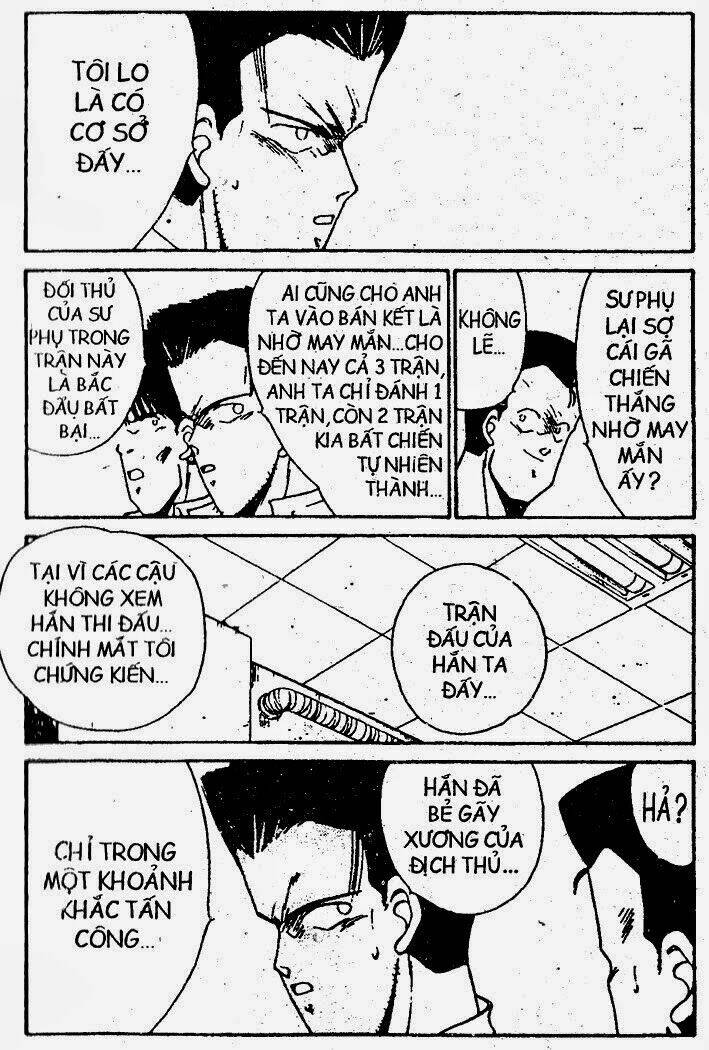 TÔI LO
LÀ CÓ
CƠ SỞ
ĐẤY...
ĐỐI THỦ
CỦA SƯ
PHỤ TRONG
TRẬN NÀY
LÀ BẮC
ĐẨU BẤT
BẠI...
AI CŨNG CHO ANH
TA VÀO BÁN KẾT LÀ
NHỜ MAY MẮN...CHO
ĐẾN NAY CẢ 3 TRẬN,
ANH TA CHỈ ĐÁNH 1
TRẬN,CÒN 2 TRẬN
KIA BẤT CHIẾN
TỰ NHIÊN
THÀNH...
KHÔNG
LẼ...
SƯ PHỤ
LẠI SỢ
CÁI GÃ
CHIẾN
THẮNG
NHỜ MAY
MẮN
ẤY?
TẠI VÌ CÁC CẬU
KHÔNG XEM
HẮN THI ĐẤU...
CHÍNH MẮT TÔI
CHỨNG KIẾN...
TRẬN
ĐẤU CỦA
HẮN TA
ĐẤY...
CHỈ TRONG
MỘT KHOẢNH
KHẮC TẤN
CÔNG...
HẮN ĐÃ
BẺ GÃY
XƯƠNG CỦA
ĐỊCH THỦ...
HẢ?